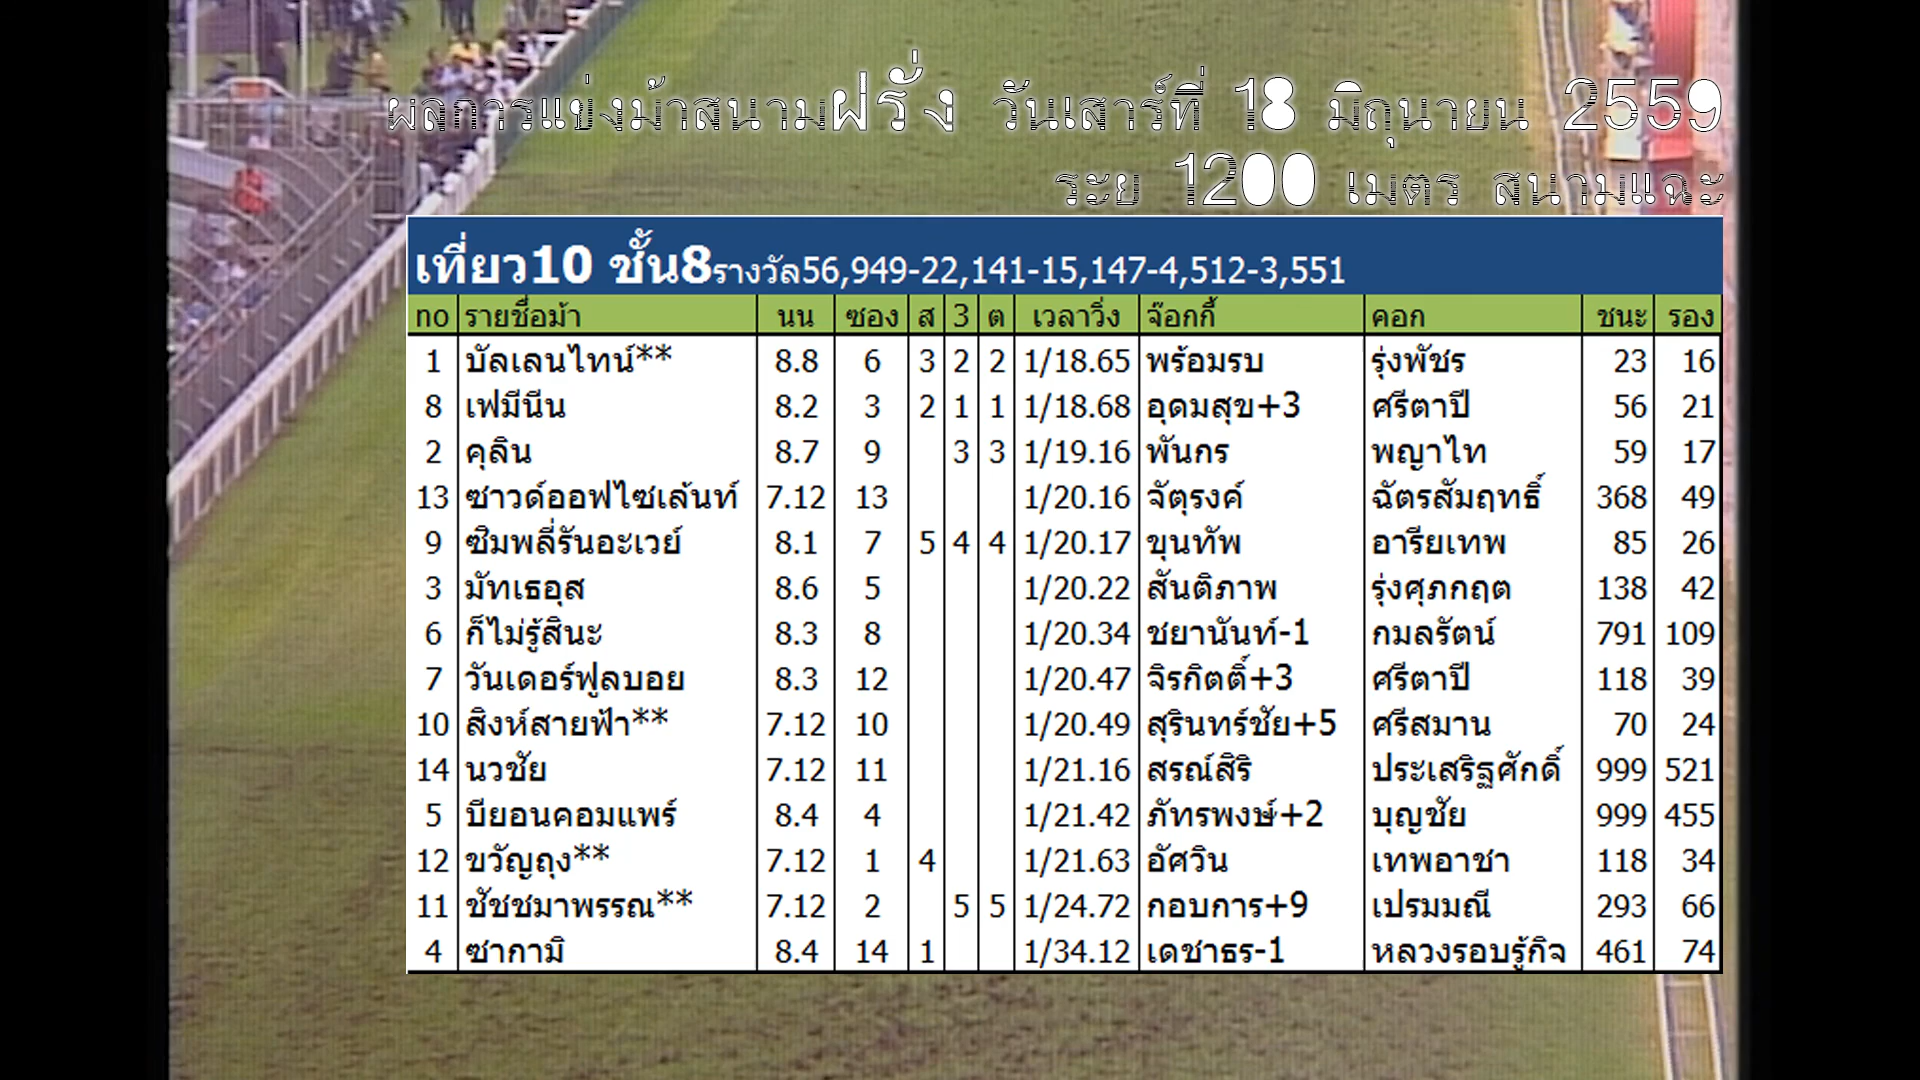 ผลการแข่งม้าสนามฝรั่ง วันเสาร์ที่ 18 มิถุนายน 2559
ระยะ 1200 เมตร สนามแฉะ
เที่ยว10 ชั้น8รางวัล56,949-22,141-15,147-4,512-3,551
no รายชื่อม้า นน ซอง ส 3 ต เวลาวิ่ง จ๊อกกี้ คอก ชนะ รอง
1 บัลเลนไทน์** 8.8 6 3 2 2 1/18.65 พร้อมรบ รุ่งพัชร 23 16
8 เฟมีนีน 8.2 3 2 1 1 1/18.68 อุดมสุข+3 ศรีตาปี 56 21
2 คุลิน 8.7 9 3 3 1/19.16 พันกร พญาไท 59 17
13 ซาวด์ออฟไซเล้นท์ 7.12 13 1/20.16 จัตุรงค์ ฉัตรสัมฤทธิ์ 368 49
9 ซิมพลี่รันอะเวย์ 8.1 7 5 4 4 1/20.17 ขุนทัพ อารียเทพ 85 26
3 มัทเธอุส 8.6 5 1/20.22 สันติภาพ รุ่งศุภกฤต 138 42
6 ก็ไม่รู้สินะ 8.3 8 1/20.34 ชยานันท์-1 กมลรัตน์ 791 109
7 วันเดอร์ฟูลบอย 8.3 12 1/20.47 จิรกิตติ์+3 ศรีตาปี 118 39
10 สิงห์สายฟ้า** 7.12 10 1/20.49 สุรินทร์ชัย+5 ศรีสมาน 70 24
14 นวชัย 7.12 11 1/21.16 สรณ์สิริ ประเสริฐศักดิ์ 999 521
5 บียอนคอมแพร์ 8.4 4 1/21.42 ภัทรพงษ์+2 บุญชัย 999 455
12 ขวัญถุง** 7.12 1 4 1/21.63 อัศวิน เทพอาชา 118 34
11 ชัชชมาพรรณ** 7.12 2 5 5 1/24.72 กอบการ+9 เปรมมณี 293 66
4 ซากามิ 8.4 14 1 1/34.12 เดชาธร-1 หลวงรอบรู้กิจ 461 74